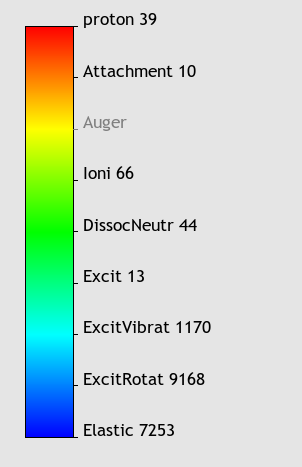 proton 39
Attachment 10
Auger
Ioni 66
DissocNeutr 44
Excit 13
ExcitVibrat 1170
ExcitRotat 9168
Elastic 7253